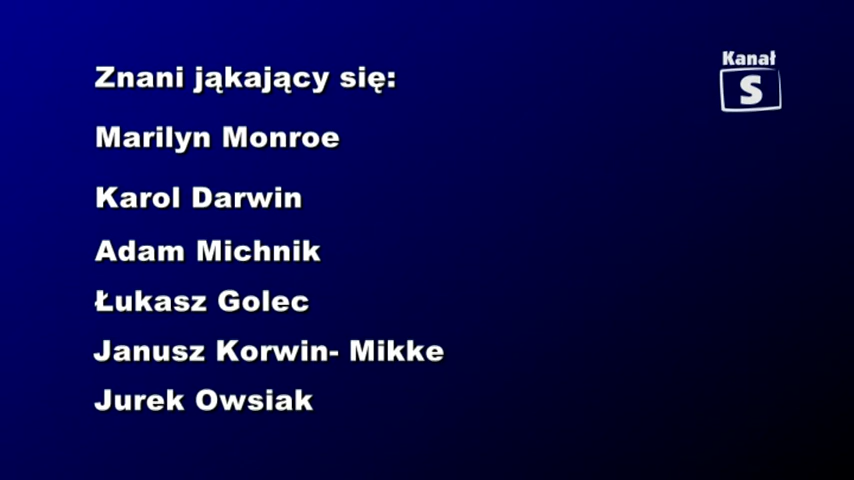 Znani jąkający się:
Marilyn Monroe
Karol Darwin
Adam Michnik
Łukasz Golec
Janusz Korwin- Mikke
Jurek Owsiak
Kanał
S